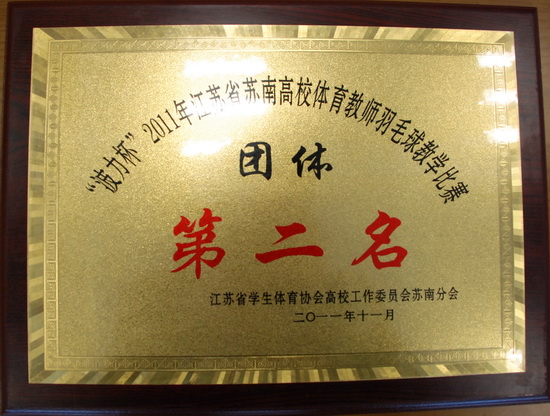 “波力杯”2011年江苏省苏南高校体育教师羽毛球教学比赛
团体
第二名
江苏省学生体育协会高校工作委员会苏南分会
二〇一一年十一月